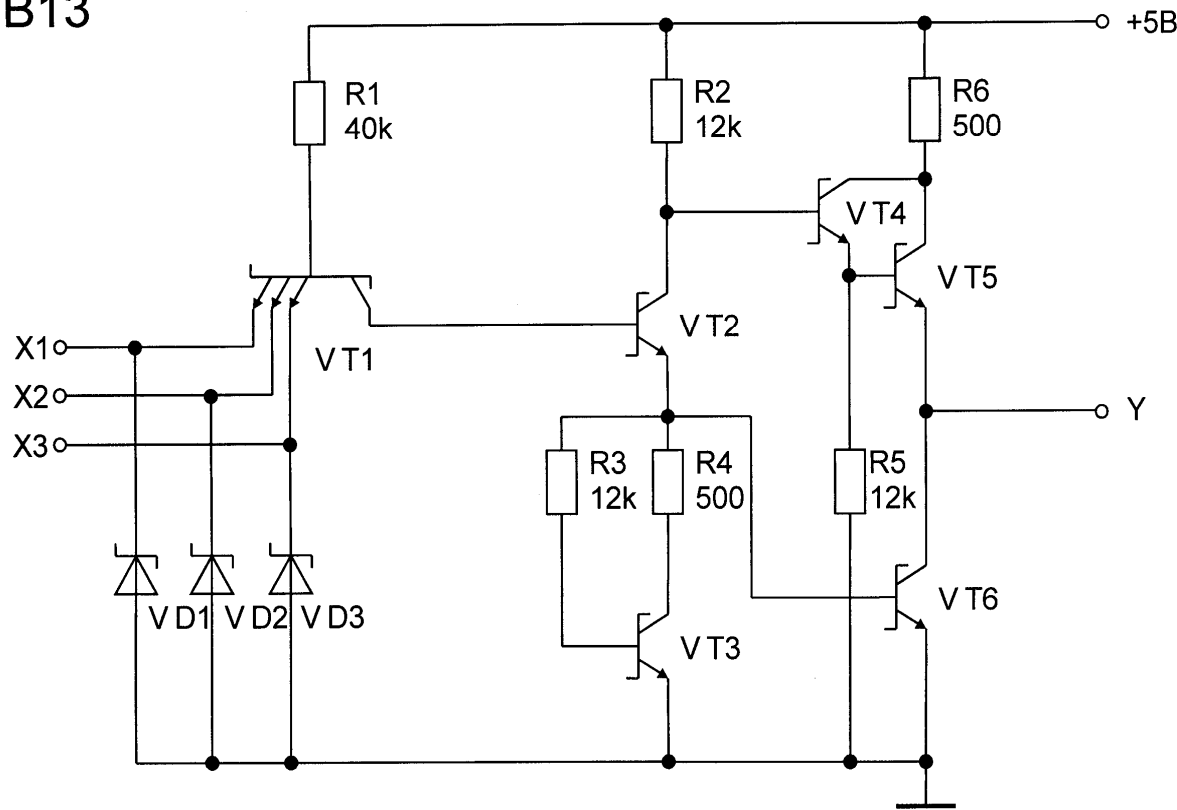 B13
+5В
R1
40k
R2
12k
R6
500
VT4
VT5
VT2
X1
X2
X3
VT1
Y
R3
12k
R4
500
R5
12k
VD1 VD2 VD3
VT6
VT3